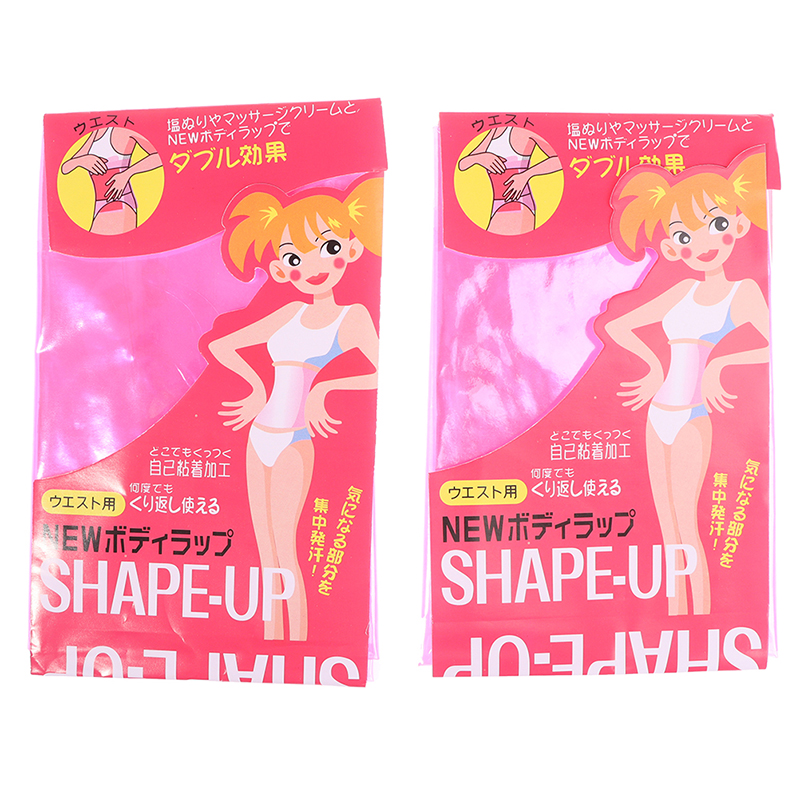 ウエスト
塩ぬりやマッサージクリームと
NEWボディラップで
ダブル効果
どこでもくっつく
自己粘着加工
何度でも
くり返し使える
ウエスト用
気になる部分を
集中発汗!
NEWボディラップ
SHAPE-UP
SHAPE-UP
ウエスト
塩ぬりやマッサージクリームと
NEWボディラップで
ダブル効果
どこでもくっつく
自己粘着加工
何度でも
くり返し使える
ウエスト用
気になる部分を
集中発汗!
NEWボディラップ
SHAPE-UP
SHAPE-UP